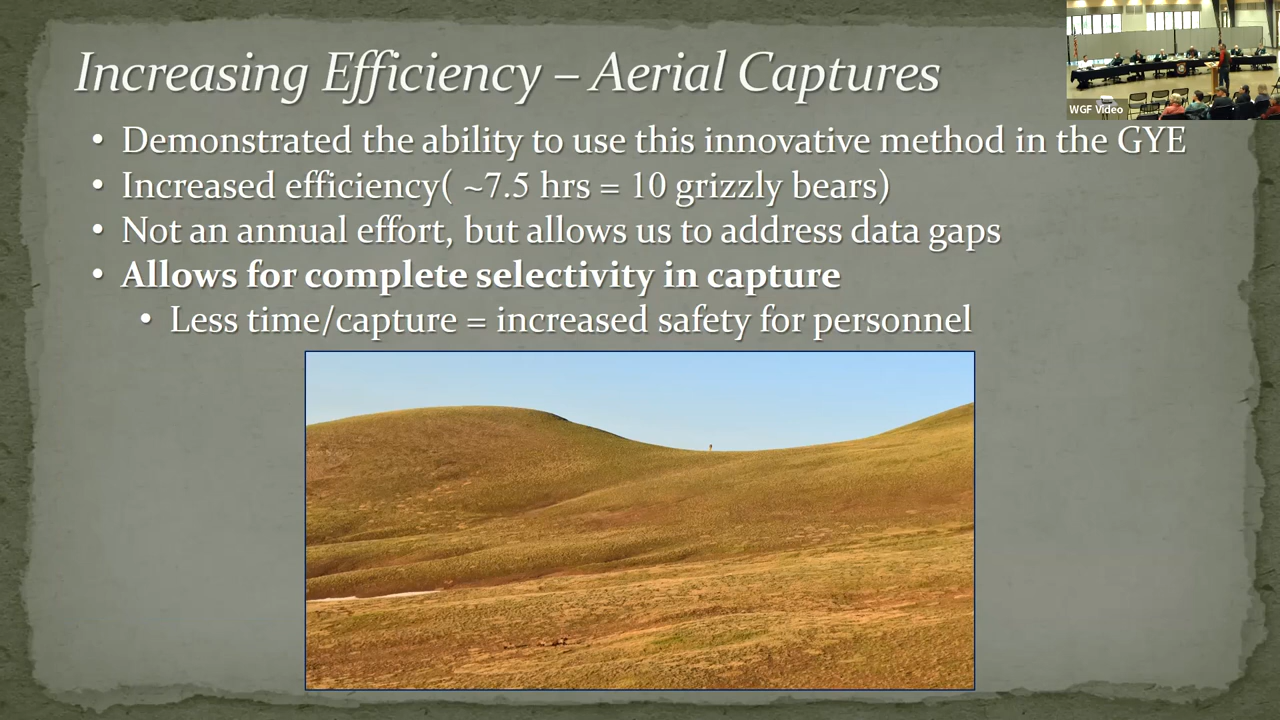 Increasing Efficiency – Aerial Captures
WGF Video
• Demonstrated the ability to use this innovative method in the GYE
• Increased efficiency( ~7.5 hrs = 10 grizzly bears)
• Not an annual effort, but allows us to address data gaps
• Allows for complete selectivity in capture
• Less time/capture = increased safety for personnel